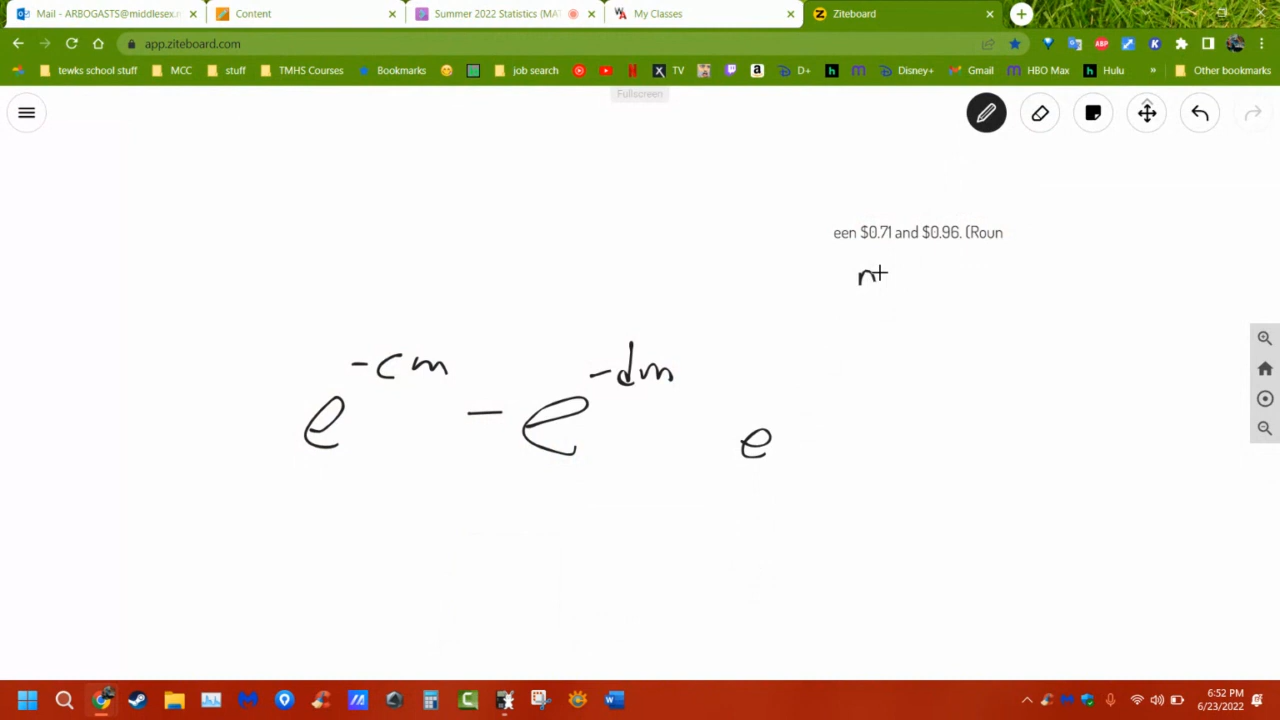 Mail - ARBOGASTS@middlesex.m
Content
Summer 2022 Statistics (MA
My Classes
Ziteboard
app.ziteboard.com
tewks school stuff
MCC
stuff
TMHS Courses
Bookmarks
job search
TV
D+
Disney+
Gmail
HBO Max
Hulu
»
Other bookmarks
Fullscreen
een $0.71 and $0.96. (Roun
e^-cm - e^-dm e
6:52 PM
6/23/2022